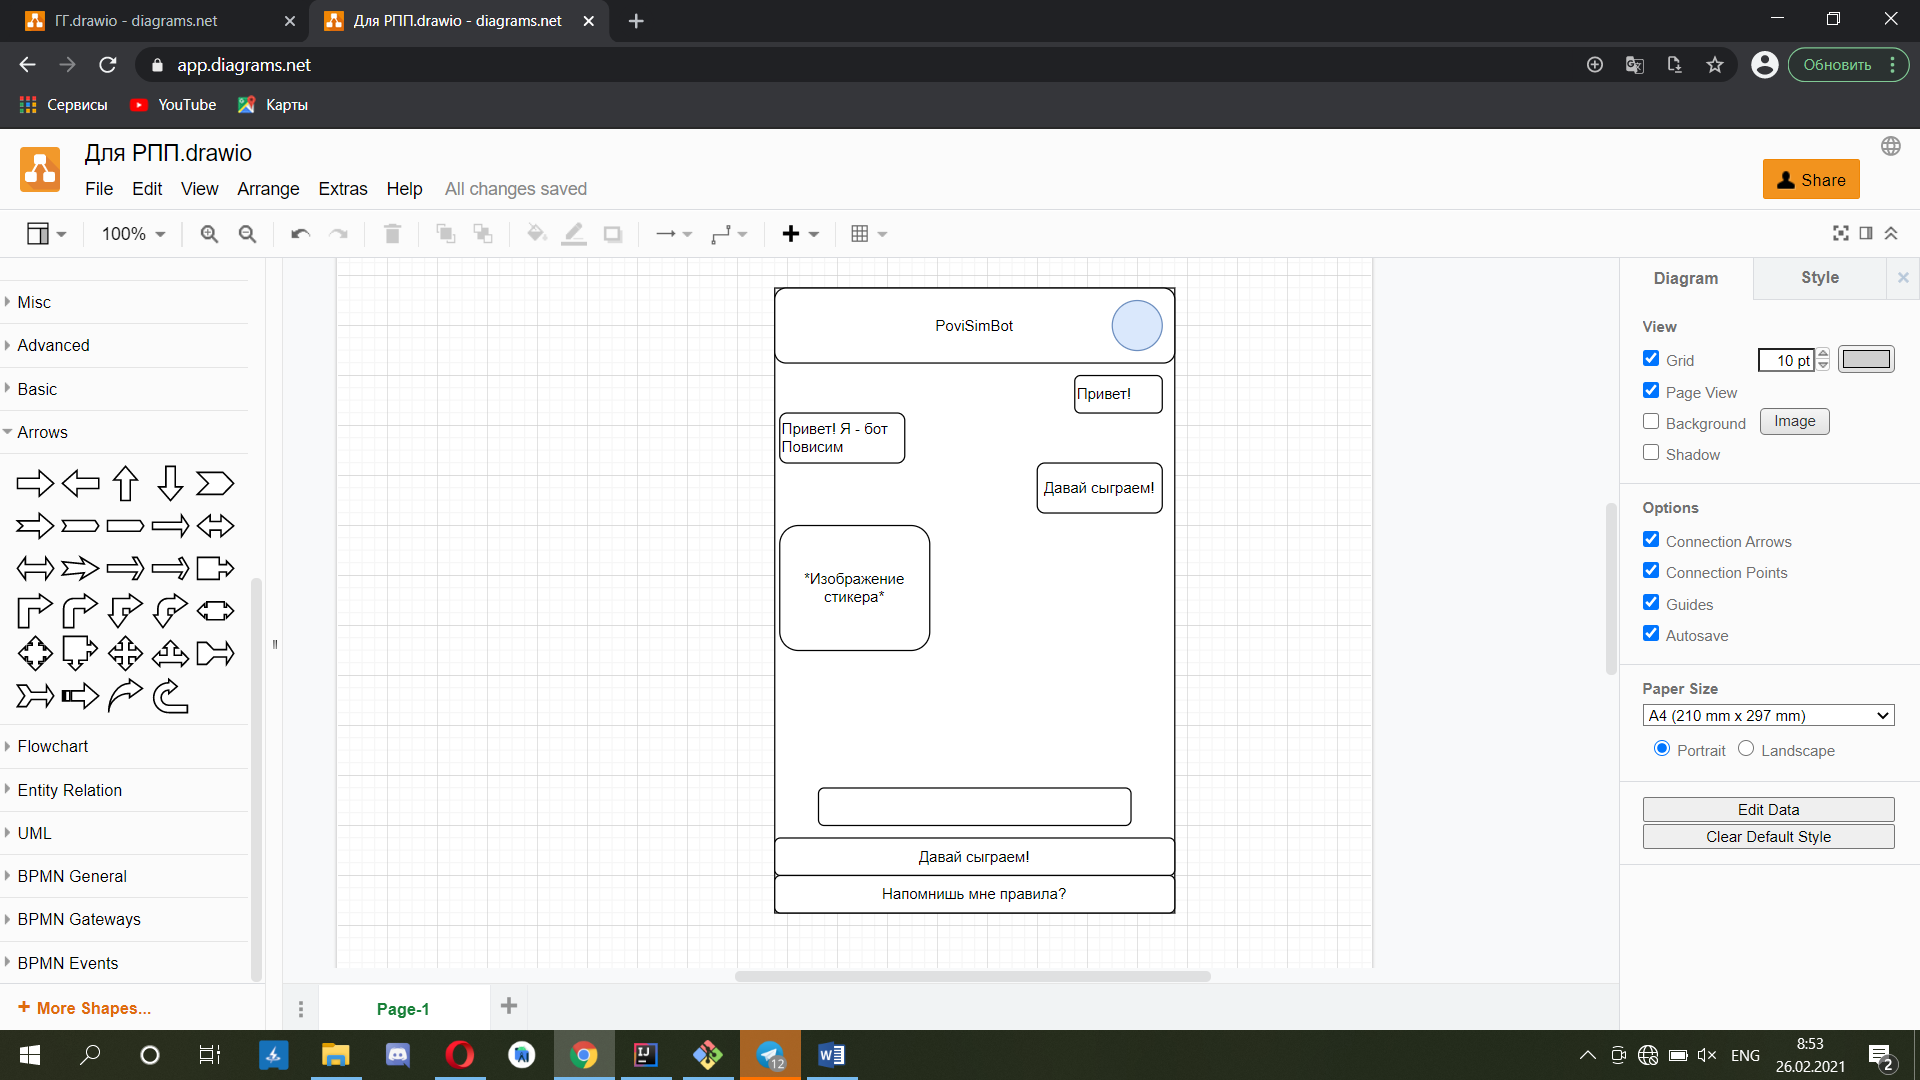 ГГ.drawio - diagrams.net
Для РПП.drawio - diagrams.net
app.diagrams.net
Обновить
Сервисы
YouTube
Карты
Для РПП.drawio
File Edit View Arrange Extras Help All changes saved
Share
100%
Misc
Advanced
Basic
Arrows
Flowchart
Entity Relation
UML
BPMN General
BPMN Gateways
BPMN Events
+ More Shapes...
PoviSimBot
Привет!
Привет! Я - бот
Повисим
Давай сыграем!
*Изображение
стикера*
Давай сыграем!
Напомнишь мне правила?
Page-1
Diagram
Style
View
Grid
10 pt
Page View
Background
Image
Shadow
Options
Connection Arrows
Connection Points
Guides
Autosave
Paper Size
A4 (210 mm x 297 mm)
Portrait
Landscape
Edit Data
Clear Default Style
12
ENG
8:53
26.02.2021
2